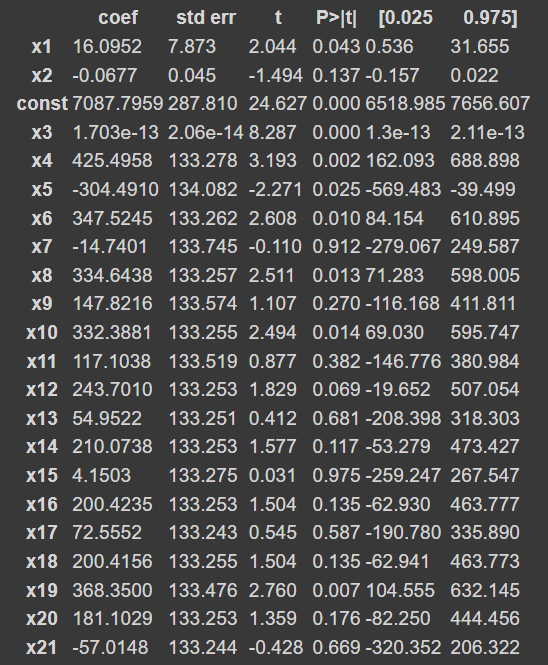 coef std err t P>|t| [0.025 0.975]
x1 16.0952 7.873 2.044 0.043 0.536 31.655
x2 -0.0677 0.045 -1.494 0.137 -0.157 0.022
const 7087.7959 287.810 24.627 0.000 6518.985 7656.607
x3 1.703e-13 2.06e-14 8.287 0.000 1.3e-13 2.11e-13
x4 425.4958 133.278 3.193 0.002 162.093 688.898
x5 -304.4910 134.082 -2.271 0.025 -569.483 -39.499
x6 347.5245 133.262 2.608 0.010 84.154 610.895
x7 -14.7401 133.745 -0.110 0.912 -279.067 249.587
x8 334.6438 133.257 2.511 0.013 71.283 598.005
x9 147.8216 133.574 1.107 0.270 -116.168 411.811
x10 332.3881 133.255 2.494 0.014 69.030 595.747
x11 117.1038 133.519 0.877 0.382 -146.776 380.984
x12 243.7010 133.253 1.829 0.069 -19.652 507.054
x13 54.9522 133.251 0.412 0.681 -208.398 318.303
x14 210.0738 133.253 1.577 0.117 -53.279 473.427
x15 4.1503 133.275 0.031 0.975 -259.247 267.547
x16 200.4235 133.253 1.504 0.135 -62.930 463.777
x17 72.5552 133.243 0.545 0.587 -190.780 335.890
x18 200.4156 133.255 1.504 0.135 -62.941 463.773
x19 368.3500 133.476 2.760 0.007 104.555 632.145
x20 181.1029 133.253 1.359 0.176 -82.250 444.456
x21 -57.0148 133.244 -0.428 0.669 -320.352 206.322